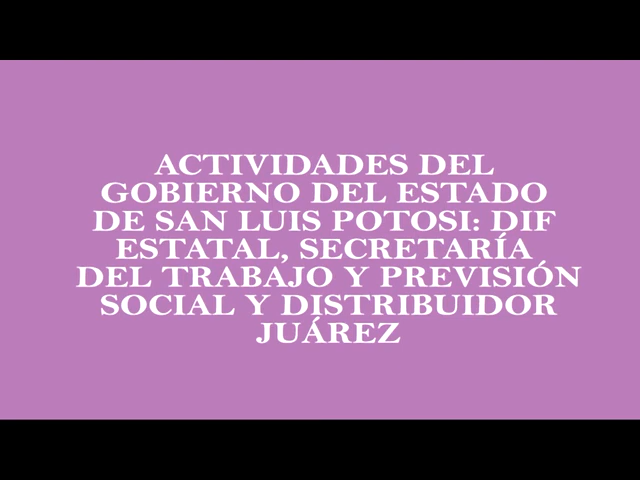 ACTIVIDADES DEL
GOBIERNO DEL ESTADO
DE SAN LUIS POTOSI: DIF
ESTATAL, SECRETARÍA
DEL TRABAJO Y PREVISIÓN
SOCIAL Y DISTRIBUIDOR
JUÁREZ